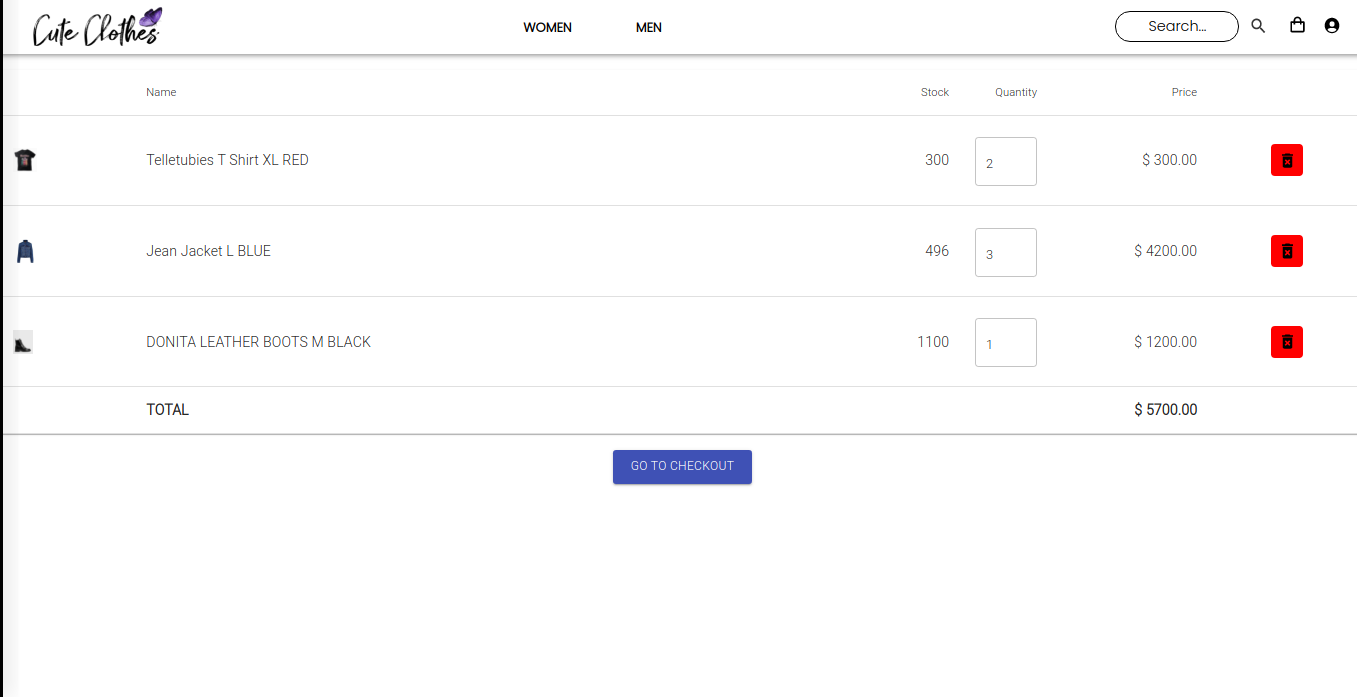 Cute Clothes WOMEN MEN Search...
Name Stock Quantity Price
Telletubies T Shirt XL RED 300 2 $ 300.00
Jean Jacket L BLUE 496 3 $ 4200.00
DONITA LEATHER BOOTS M BLACK 1100 1 $ 1200.00
TOTAL $ 5700.00
GO TO CHECKOUT